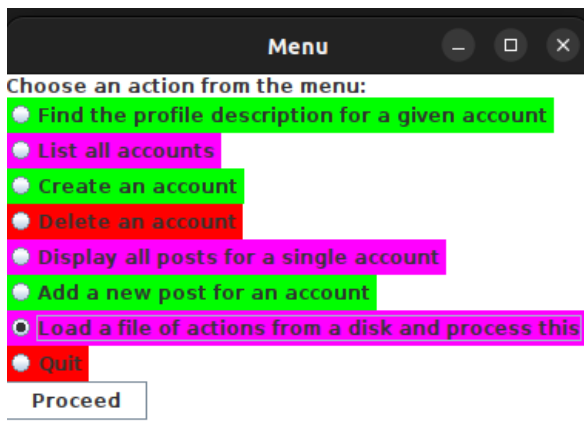 Menu
Choose an action from the menu:
Find the profile description for a given account
List all accounts
Create an account
Delete an account
Display all posts for a single account
Add a new post for an account
Load a file of actions from a disk and process this
Quit
Proceed